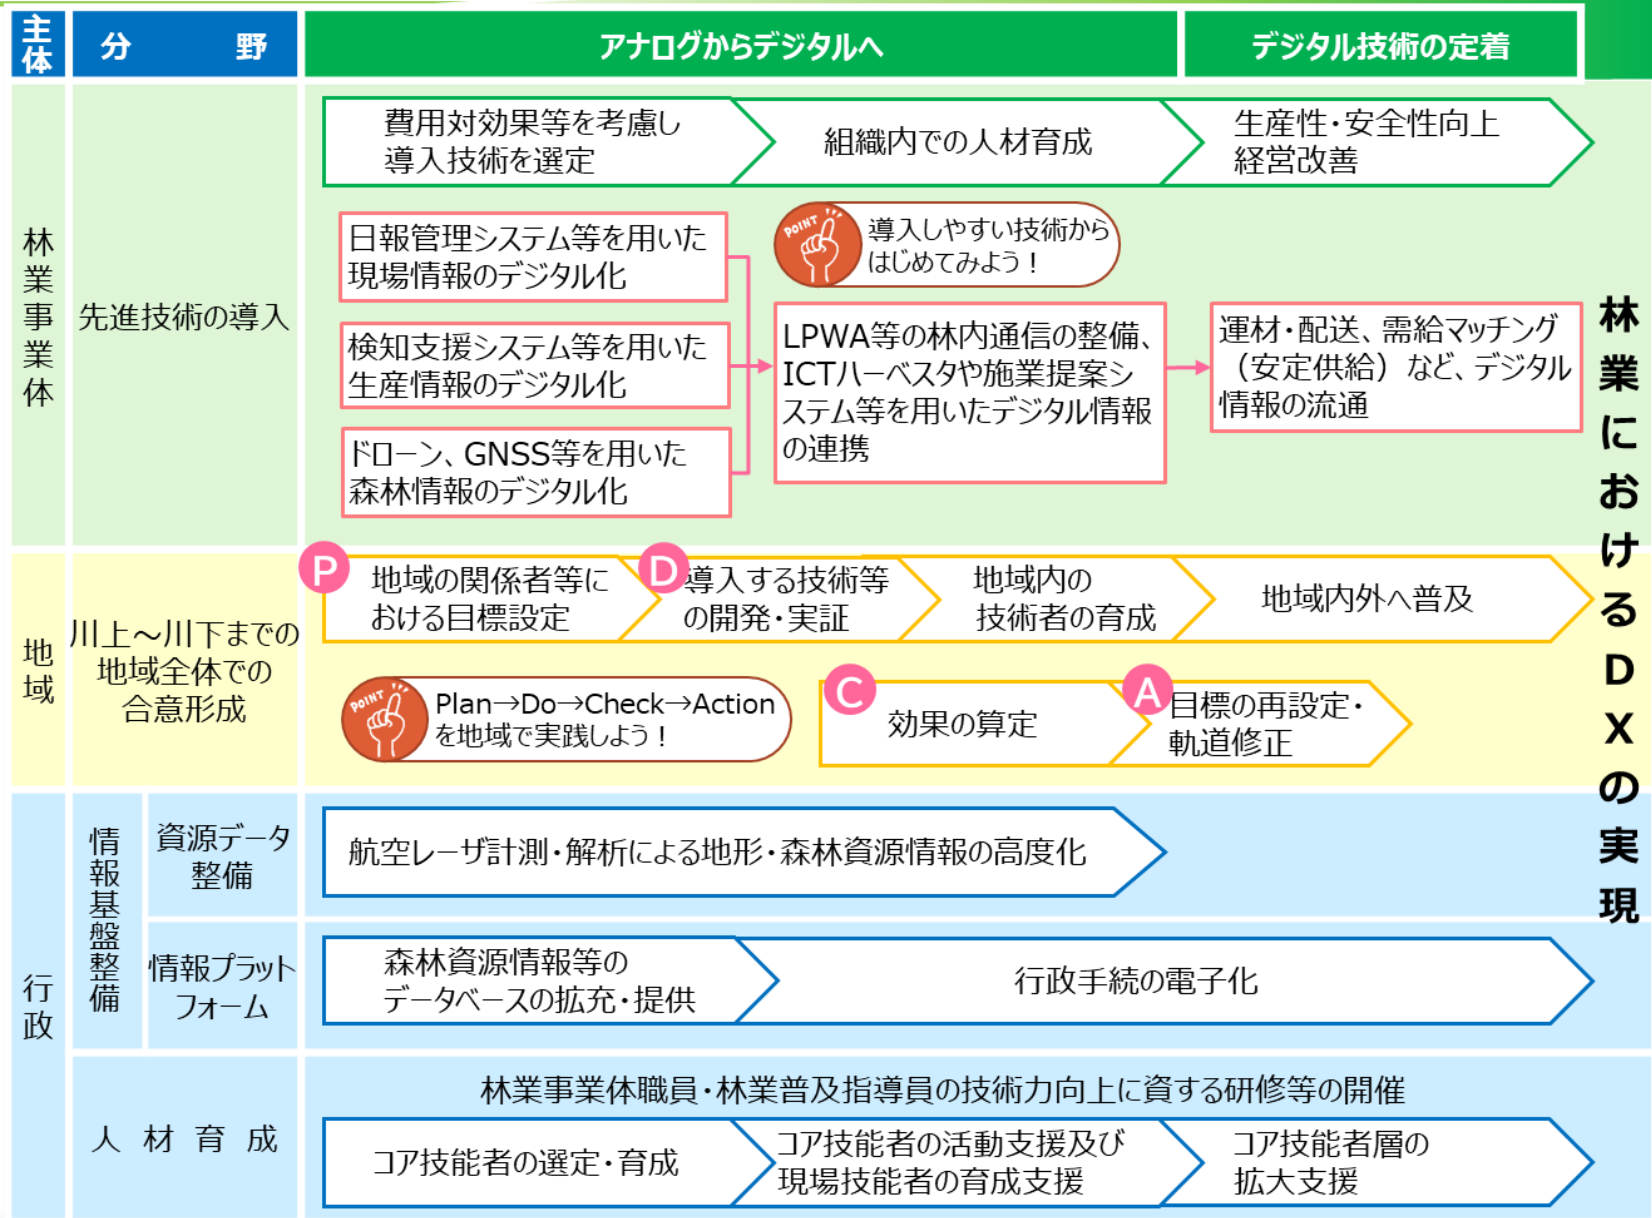 主体
分　野
アナログからデジタルへ
デジタル技術の定着
林業事業体
先進技術の導入
費用対効果等を考慮し
導入技術を選定
組織内での人材育成
生産性・安全性向上
経営改善
日報管理システム等を用いた
現場情報のデジタル化
検知支援システム等を用いた
生産情報のデジタル化
ドローン、GNSS等を用いた
森林情報のデジタル化
POINT
導入しやすい技術から
はじめてみよう！
LPWA等の林内通信の整備、
ICTハーベスタや施業提案シ
ステム等を用いたデジタル情報
の連携
運材・配送、需給マッチング
（安定供給）など、デジタル
情報の流通
地域
川上～川下までの
地域全体での
合意形成
P
地域の関係者等に
おける目標設定
D
導入する技術等
の開発・実証
地域内の
技術者の育成
地域内外へ普及
POINT
Plan→Do→Check→Action
を地域で実践しよう！
C
効果の算定
A
目標の再設定・
軌道修正
行政
情報基盤整備
資源データ
整備
航空レーザ計測・解析による地形・森林資源情報の高度化
情報プラット
フォーム
森林資源情報等の
データベースの拡充・提供
行政手続の電子化
人材育成
林業事業体職員・林業普及指導員の技術力向上に資する研修等の開催
コア技能者の選定・育成
コア技能者の活動支援及び
現場技能者の育成支援
コア技能者層の
拡大支援
林業におけるDXの実現